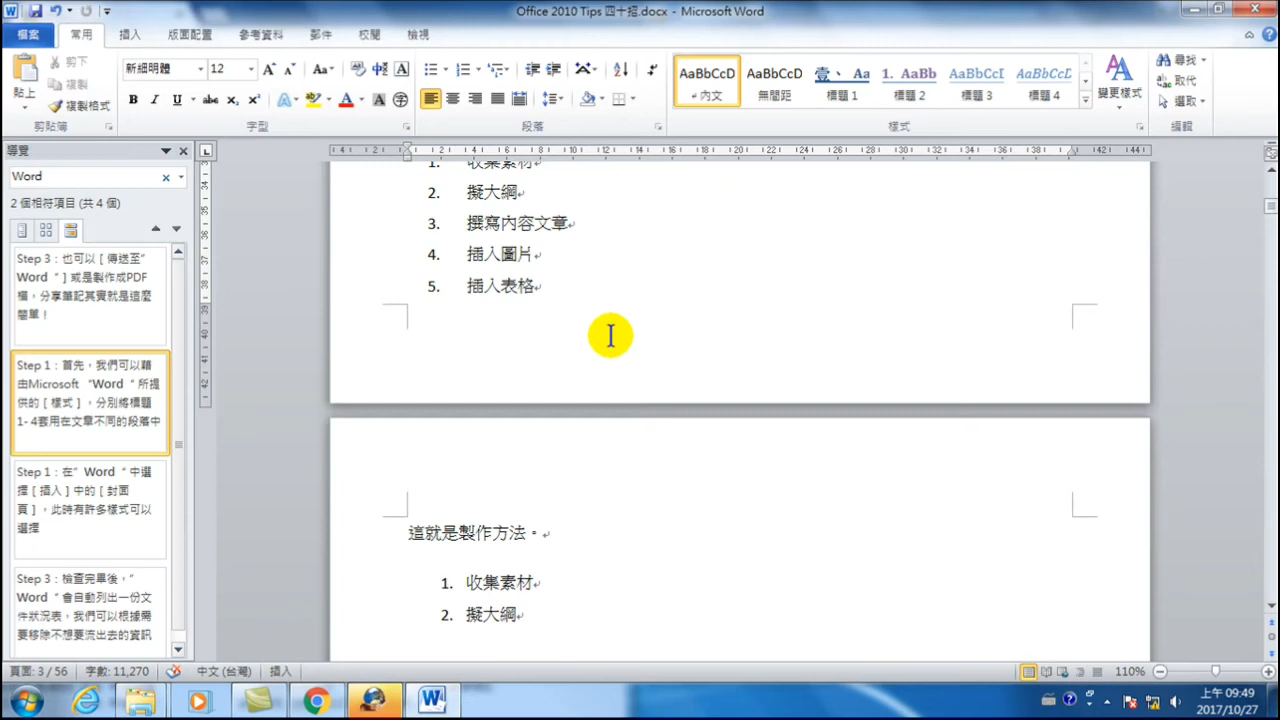 Office 2010 Tips 四十招.docx - Microsoft Word
檔案 常用 插入 版面配置 參考資料 郵件 校閱 檢視
貼上 剪下 複製 複製格式
新細明體 12
AaBbCcD AaBbCcD 壹、Aa 1. AaBb AaBbCcI AaBbCcL
內文 無間距 標題 1 標題 2 標題 3 標題 4
變更樣式
尋找 取代 選取
剪貼簿 字型 段落 樣式 編輯
導覽
Word
2 個相符項目 (共 4 個)
Step 3：也可以［傳送至"
Word "］或是製作成PDF
檔，分享筆記其實就是這麼
簡單！
Step 1：首先，我們可以藉
由Microsoft "Word "所提
供的［樣式］，分別將標題
1- 4套用在文章不同的段落中
Step 1：在" Word "中選
擇［插入］中的［封面
頁］，此時有許多樣式可以
選擇
Step 3：檢查完畢後，"
Word "會自動列出一份文
件狀況表，我們可以根據需
要移除不想要流出去的資訊
1. 收集素材
2. 擬大綱
3. 撰寫內容文章
4. 插入圖片
5. 插入表格
這就是製作方法。
1. 收集素材
2. 擬大綱
頁面: 3 / 56 字數: 11,270 中文 (台灣) 插入 110%
上午 09:49
2017/10/27